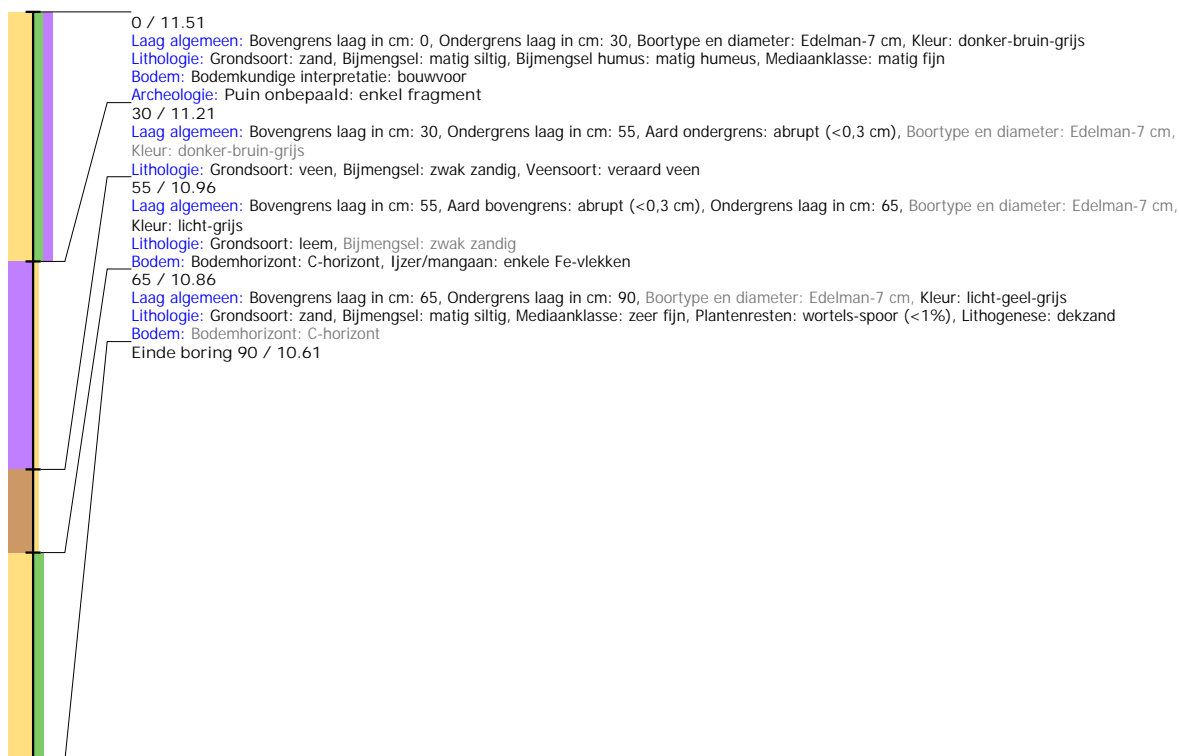 0 / 11.51
Laag algemeen: Bovengrens laag in cm: 0, Ondergrens laag in cm: 30, Boortype en diameter: Edelman-7 cm, Kleur: donker-bruin-grijs
Lithologie: Grondsoort: zand, Bijmengsel: matig siltig, Bijmengsel humus: matig humeus, Mediaanklasse: matig fijn
Bodem: Bodemkundige interpretatie: bouwvoor
Archeologie: Puin onbepaald: enkel fragment
30 / 11.21
Laag algemeen: Bovengrens laag in cm: 30, Ondergrens laag in cm: 55, Aard ondergrens: abrupt (<0,3 cm), Boortype en diameter: Edelman-7 cm,
Kleur: donker-bruin-grijs
Lithologie: Grondsoort: veen, Bijmengsel: zwak zandig, Veensoort: veraard veen
55 / 10.96
Laag algemeen: Bovengrens laag in cm: 55, Aard bovengrens: abrupt (<0,3 cm), Ondergrens laag in cm: 65, Boortype en diameter: Edelman-7 cm,
Kleur: licht-grijs
Lithologie: Grondsoort: leem, Bijmengsel: zwak zandig
Bodem: Bodemhorizont: C-horizont, Ijzer/mangaan: enkele Fe-vlekken
65 / 10.86
Laag algemeen: Bovengrens laag in cm: 65, Ondergrens laag in cm: 90, Boortype en diameter: Edelman-7 cm, Kleur: licht-geel-grijs
Lithologie: Grondsoort: zand, Bijmengsel: matig siltig, Mediaanklasse: zeer fijn, Plantenresten: wortels-spoor (<1%), Lithogenese: dekzand
Bodem: Bodemhorizont: C-horizont
Einde boring 90 / 10.61